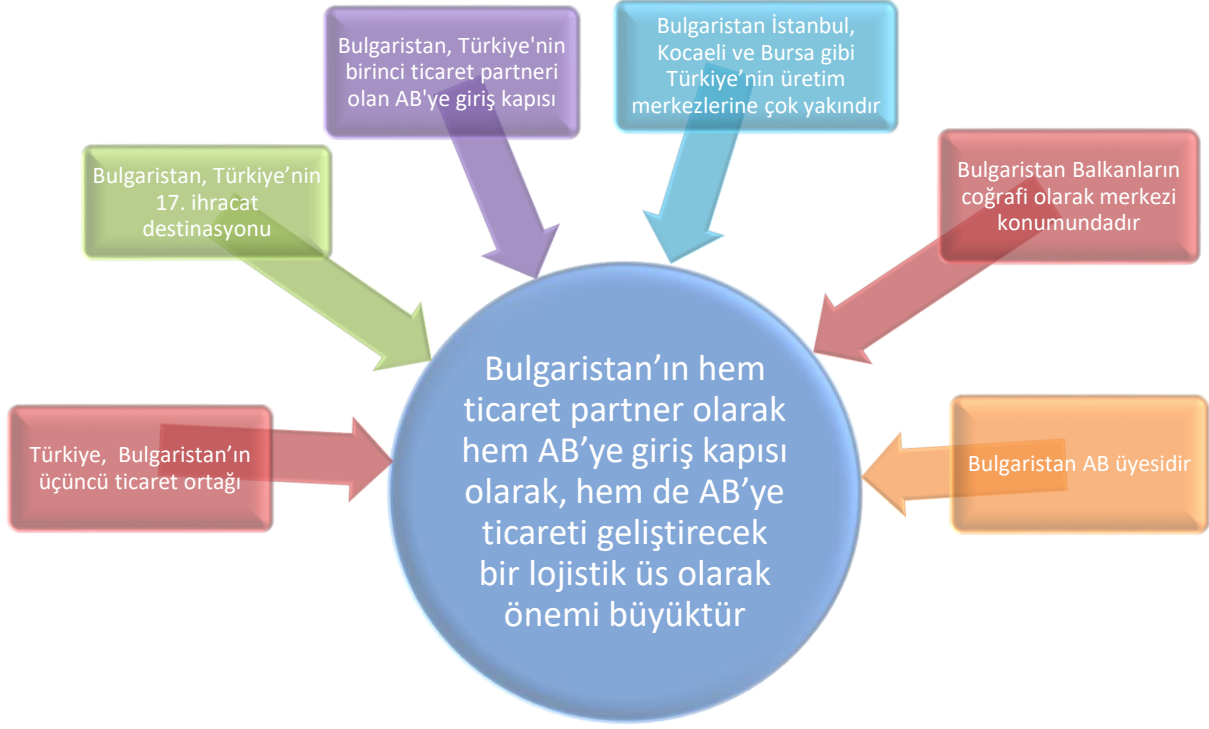 Bulgaristan İstanbul,
Kocaeli ve Bursa gibi
Türkiye’nin üretim
merkezlerine çok yakındır
Bulgaristan, Türkiye'nin
birinci ticaret partneri
olan AB'ye giriş kapısı
Bulgaristan Balkanların
coğrafi olarak merkezi
konumundadır
Bulgaristan, Türkiye’nin
17. ihracat
destinasyonu
Türkiye, Bulgaristan’ın
üçüncü ticaret ortağı
Bulgaristan AB üyesidir
Bulgaristan’ın hem
ticaret partner olarak
hem AB’ye giriş kapısı
olarak, hem de AB’ye
ticareti geliştirecek
bir lojistik üs olarak
önemi büyüktür